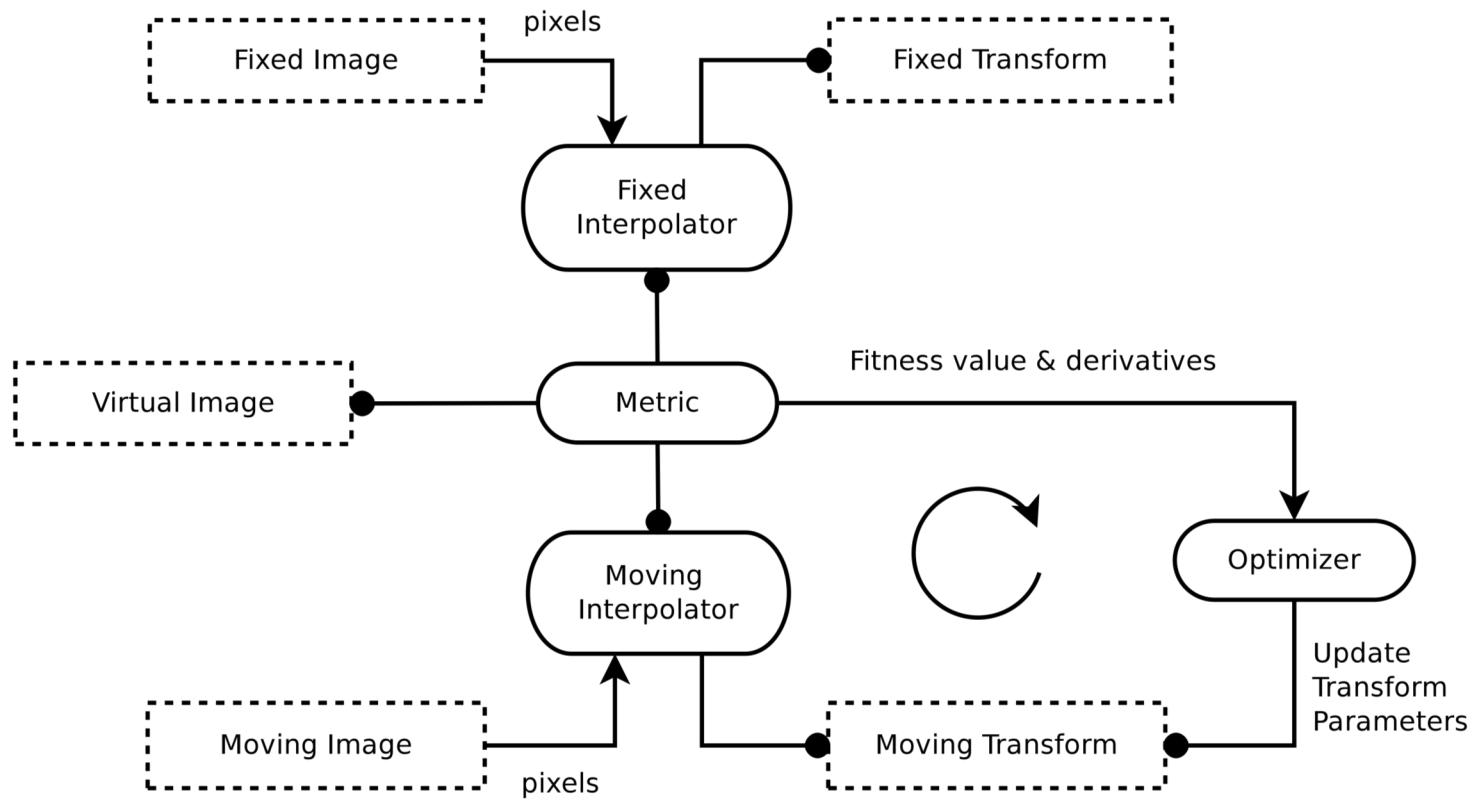 pixels
Fixed Image
Fixed Transform
Fixed
Interpolator
Fitness value & derivatives
Virtual Image
Metric
Optimizer
Moving
Interpolator
Update
Transform
Parameters
Moving Image
Moving Transform
pixels